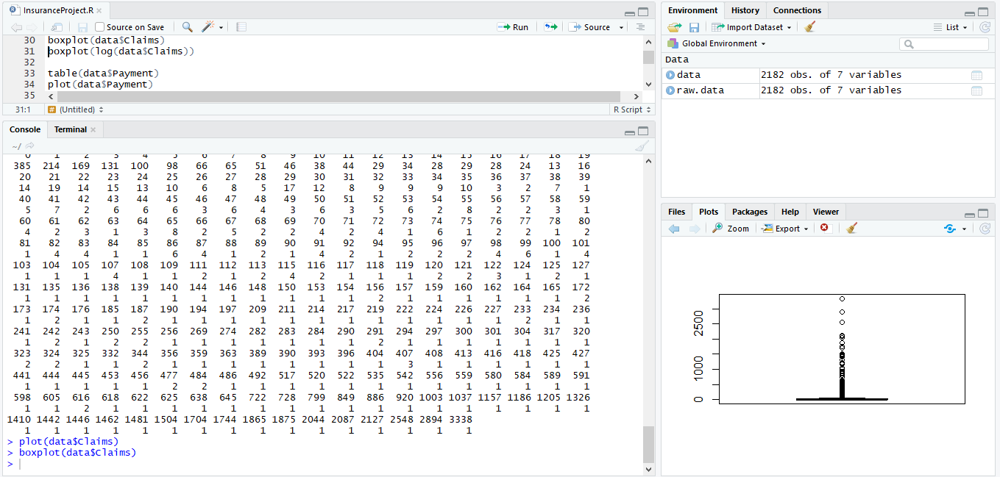 InsuranceProject.R
Source on Save
Run
Source
30 boxplot(data$Claims)
31 boxplot(log(data$Claims))
32
33 table(data$Payment)
34 plot(data$Payment)
35
31:1 # (Untitled) R Script
Console Terminal
~/
0 1 2 3 4 5 6 7 8 9 10 11 12 13 14 15 16 17 18 19
385 214 169 131 100 98 66 65 51 46 38 44 29 34 28 29 28 24 13 16
20 21 22 23 24 25 26 27 28 29 30 31 32 33 34 35 36 37 38 39
14 19 14 15 13 10 6 8 5 17 12 8 9 9 9 10 3 2 7 1
40 41 42 43 44 45 46 47 48 49 50 51 52 53 54 55 56 57 58 59
5 7 2 6 6 6 3 6 4 3 6 3 5 6 2 8 2 2 3 1
60 61 62 63 64 65 66 67 68 69 70 71 72 73 74 75 76 77 78 80
4 2 3 1 3 8 2 5 2 2 4 2 4 1 6 1 2 2 1 2
81 82 83 84 85 86 87 88 89 90 91 92 94 95 96 97 98 99 100 101
1 4 4 1 1 6 4 1 2 1 4 2 1 2 2 2 4 6 1 4
103 104 105 107 108 109 111 112 113 115 116 117 118 119 120 121 122 124 125 127
1 1 1 4 1 1 2 1 2 4 2 1 1 1 2 2 3 1 2 1
131 135 136 138 139 140 144 146 148 150 153 154 156 157 159 160 162 164 165 172
1 1 1 1 1 1 1 1 1 1 1 1 2 1 1 1 1 1 1 2
173 174 176 185 187 190 194 197 209 211 214 217 219 222 224 226 227 233 234 236
1 2 1 1 2 1 1 1 1 1 1 1 1 1 1 1 1 2 1 1
241 242 243 250 255 256 269 274 282 283 284 290 291 294 297 300 301 304 317 320
1 2 1 2 2 1 1 1 1 1 1 1 2 1 1 1 1 1 1 1
323 324 325 332 344 356 359 363 389 390 393 396 404 407 408 413 416 418 425 427
2 2 1 1 2 1 1 1 1 1 1 1 1 3 1 1 1 1 1 1
441 444 445 453 456 477 484 486 492 517 520 522 535 542 556 559 580 584 589 591
1 1 1 1 1 2 2 1 1 1 1 1 1 1 1 1 1 1 1 1
598 605 616 618 622 625 638 645 722 728 799 849 886 920 1003 1037 1157 1186 1205 1326
1 1 2 1 1 1 1 1 1 1 1 1 1 1 1 1 1 1 1 1
1410 1442 1446 1462 1481 1504 1704 1744 1865 1875 2044 2087 2127 2548 2894 3338
1 1 1 1 1 1 1 1 1 1 1 1 1 1 1 1
> plot(data$Claims)
> boxplot(data$Claims)
>
Environment History Connections
Import Dataset
List
Global Environment
Data
data 2182 obs. of 7 variables
raw.data 2182 obs. of 7 variables
Files Plots Packages Help Viewer
Zoom Export
2500
1000
0